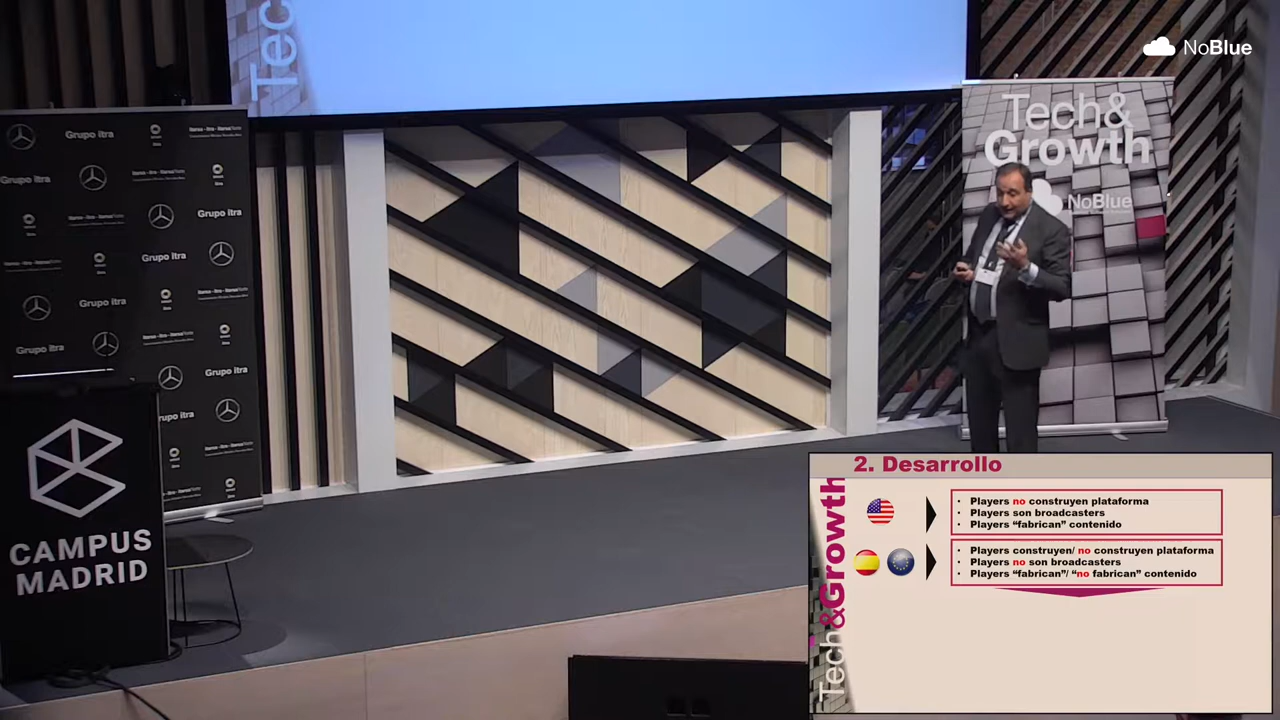 Tec
NoBlue
Tech&
Growth
NoBlue
Grupo itra
Grupo itra
Grupo itra
Grupo itra
Grupo itra
Grupo itra
Grupo itra
CAMPUS
MADRID
2. Desarrollo
• Players no construyen plataforma
• Players son broadcasters
• Players “fabrican” contenido
• Players construyen/ no construyen plataforma
• Players no son broadcasters
• Players “fabrican”/ “no fabrican” contenido
Tech&Growth